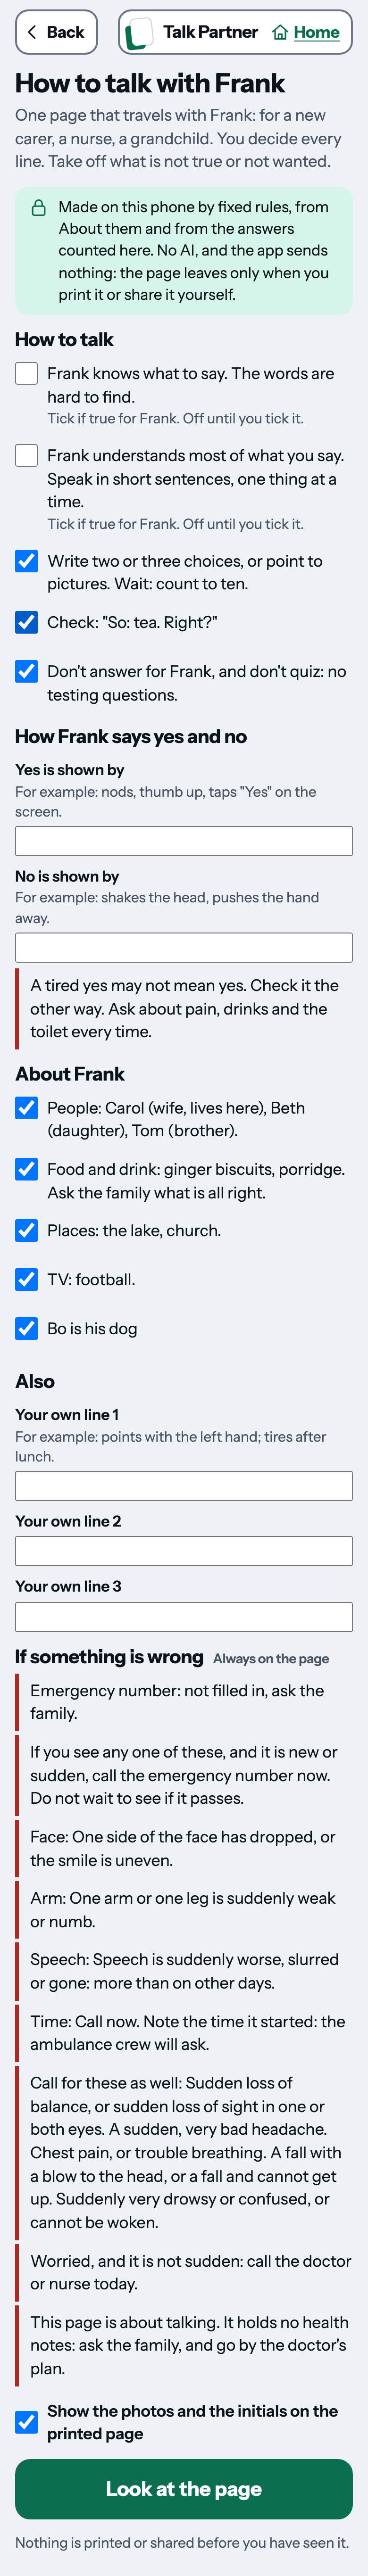 Back
Talk Partner
Home
How to talk with Frank
One page that travels with Frank: for a new
carer, a nurse, a grandchild. You decide every
line. Take off what is not true or not wanted.
Made on this phone by fixed rules, from
About them and from the answers
counted here. No AI, and the app sends
nothing: the page leaves only when you
print it or share it yourself.
How to talk
Frank knows what to say. The words are
hard to find.
Tick if true for Frank. Off until you tick it.
Frank understands most of what you say.
Speak in short sentences, one thing at a
time.
Tick if true for Frank. Off until you tick it.
Write two or three choices, or point to
pictures. Wait: count to ten.
Check: "So: tea. Right?"
Don't answer for Frank, and don't quiz: no
testing questions.
How Frank says yes and no
Yes is shown by
For example: nods, thumb up, taps "Yes" on the
screen.
No is shown by
For example: shakes the head, pushes the hand
away.
A tired yes may not mean yes. Check it the
other way. Ask about pain, drinks and the
toilet every time.
About Frank
People: Carol (wife, lives here), Beth
(daughter), Tom (brother).
Food and drink: ginger biscuits, porridge.
Ask the family what is all right.
Places: the lake, church.
TV: football.
Bo is his dog
Also
Your own line 1
For example: points with the left hand; tires after
lunch.
Your own line 2
Your own line 3
If something is wrong Always on the page
Emergency number: not filled in, ask the
family.
If you see any one of these, and it is new or
sudden, call the emergency number now.
Do not wait to see if it passes.
Face: One side of the face has dropped, or
the smile is uneven.
Arm: One arm or one leg is suddenly weak
or numb.
Speech: Speech is suddenly worse, slurred
or gone: more than on other days.
Time: Call now. Note the time it started: the
ambulance crew will ask.
Call for these as well: Sudden loss of
balance, or sudden loss of sight in one or
both eyes. A sudden, very bad headache.
Chest pain, or trouble breathing. A fall with
a blow to the head, or a fall and cannot get
up. Suddenly very drowsy or confused, or
cannot be woken.
Worried, and it is not sudden: call the doctor
or nurse today.
This page is about talking. It holds no health
notes: ask the family, and go by the doctor's
plan.
Show the photos and the initials on the
printed page
Look at the page
Nothing is printed or shared before you have seen it.